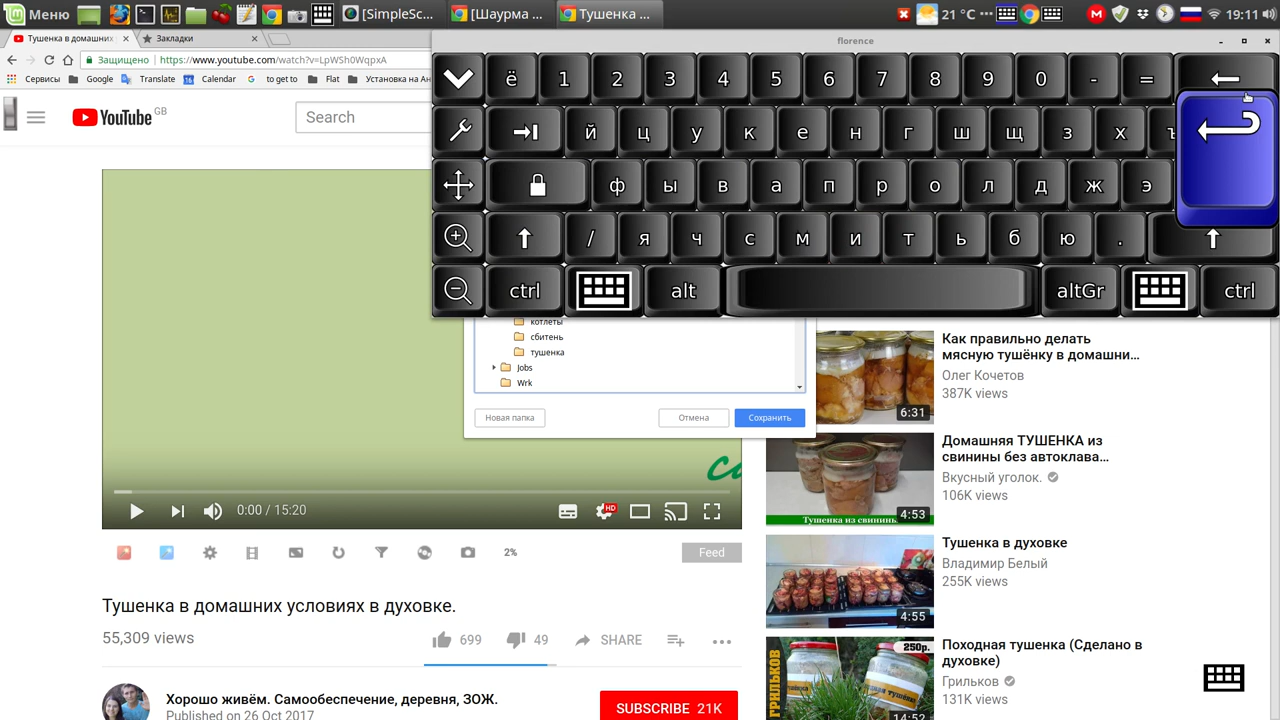 Меню
[SimpleSc...
[Шаурма ...
Тушенка ...
21 °C
19:11
Тушенка в домашних
Закладки
florence
Защищено
https://www.youtube.com/watch?v=LpWSh0WqpxA
Сервисы
Google
Translate
Calendar
to get to
Flat
Установка на Ан
YouTube GB
Search
ё 1 2 3 4 5 6 7 8 9 0 - =
й ц у к е н г ш щ з х ъ
ф ы в а п р о л д ж э
/ я ч с м и т ь б ю .
ctrl alt altGr ctrl
котлеты
сбитень
тушенка
Jobs
Wrk
Новая папка
Отмена
Сохранить
0:00 / 15:20
HD
2%
Feed
Тушенка в домашних условиях в духовке.
55,309 views
699
49
SHARE
Хорошо живём. Самообеспечение, деревня, ЗОЖ.
Published on 26 Oct 2017
SUBSCRIBE 21K
Как правильно делать
мясную тушёнку в домашни...
Олег Кочетов
387K views
6:31
Домашняя ТУШЕНКА из
свинины без автоклава...
Вкусный уголок.
106K views
4:53
Тушенка из свинины
Тушенка в духовке
Владимир Белый
255K views
4:55
Походная тушенка (Сделано в
духовке)
Грильков
131K views
250р.
ГРИЛЬКОВ
14:52